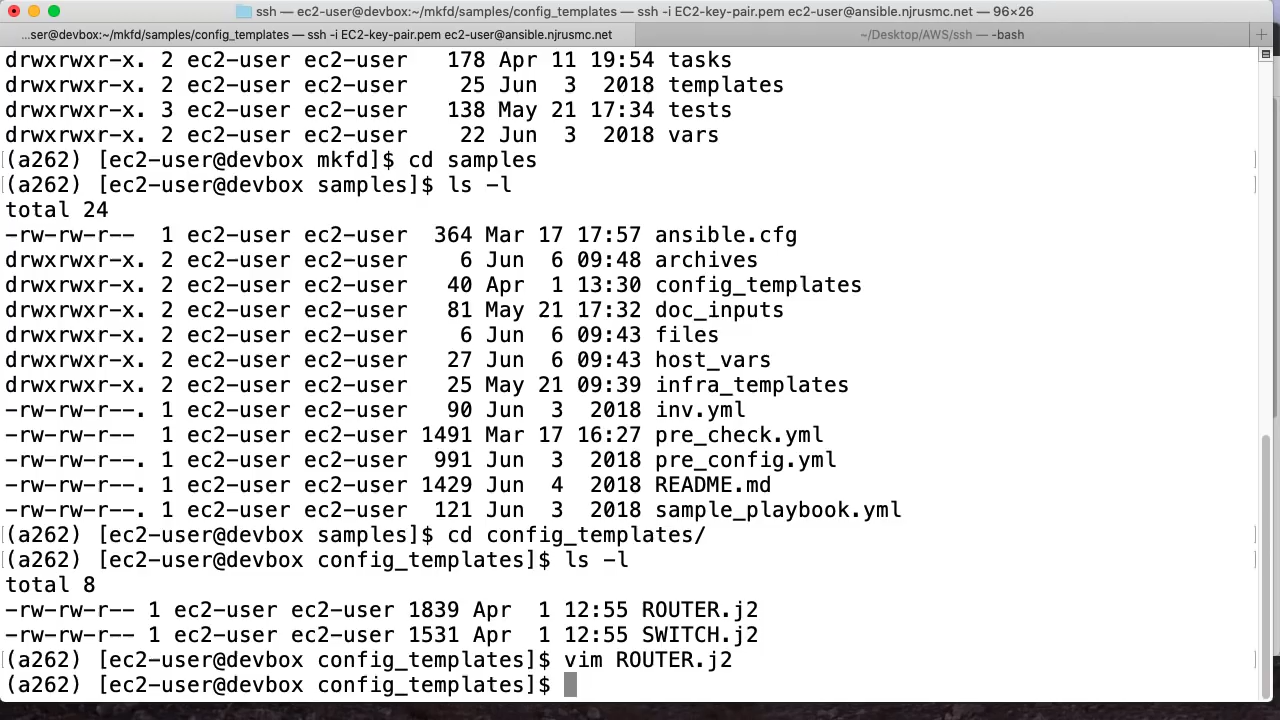 ssh — ec2-user@devbox:~/mkfd/samples/config_templates — ssh -i EC2-key-pair.pem ec2-user@ansible.njrusmc.net — 96×26
...ser@devbox:~/mkfd/samples/config_templates — ssh -i EC2-key-pair.pem ec2-user@ansible.njrusmc.net
~/Desktop/AWS/ssh — -bash
drwxrwxr-x. 2 ec2-user ec2-user   178 Apr 11 19:54 tasks
drwxrwxr-x. 2 ec2-user ec2-user    25 Jun  3  2018 templates
drwxrwxr-x. 3 ec2-user ec2-user   138 May 21 17:34 tests
drwxrwxr-x. 2 ec2-user ec2-user    22 Jun  3  2018 vars
(a262) [ec2-user@devbox mkfd]$ cd samples
(a262) [ec2-user@devbox samples]$ ls -l
total 24
-rw-rw-r--  1 ec2-user ec2-user  364 Mar 17 17:57 ansible.cfg
drwxrwxr-x. 2 ec2-user ec2-user    6 Jun  6 09:48 archives
drwxrwxr-x. 2 ec2-user ec2-user   40 Apr  1 13:30 config_templates
drwxrwxr-x. 2 ec2-user ec2-user   81 May 21 17:32 doc_inputs
drwxrwxr-x. 2 ec2-user ec2-user    6 Jun  6 09:43 files
drwxrwxr-x. 2 ec2-user ec2-user   27 Jun  6 09:43 host_vars
drwxrwxr-x. 2 ec2-user ec2-user   25 May 21 09:39 infra_templates
-rw-rw-r--. 1 ec2-user ec2-user   90 Jun  3  2018 inv.yml
-rw-rw-r--  1 ec2-user ec2-user 1491 Mar 17 16:27 pre_check.yml
-rw-rw-r--. 1 ec2-user ec2-user  991 Jun  3  2018 pre_config.yml
-rw-rw-r--. 1 ec2-user ec2-user 1429 Jun  4  2018 README.md
-rw-rw-r--. 1 ec2-user ec2-user  121 Jun  3  2018 sample_playbook.yml
(a262) [ec2-user@devbox samples]$ cd config_templates/
(a262) [ec2-user@devbox config_templates]$ ls -l
total 8
-rw-rw-r-- 1 ec2-user ec2-user 1839 Apr  1 12:55 ROUTER.j2
-rw-rw-r-- 1 ec2-user ec2-user 1531 Apr  1 12:55 SWITCH.j2
(a262) [ec2-user@devbox config_templates]$ vim ROUTER.j2
(a262) [ec2-user@devbox config_templates]$